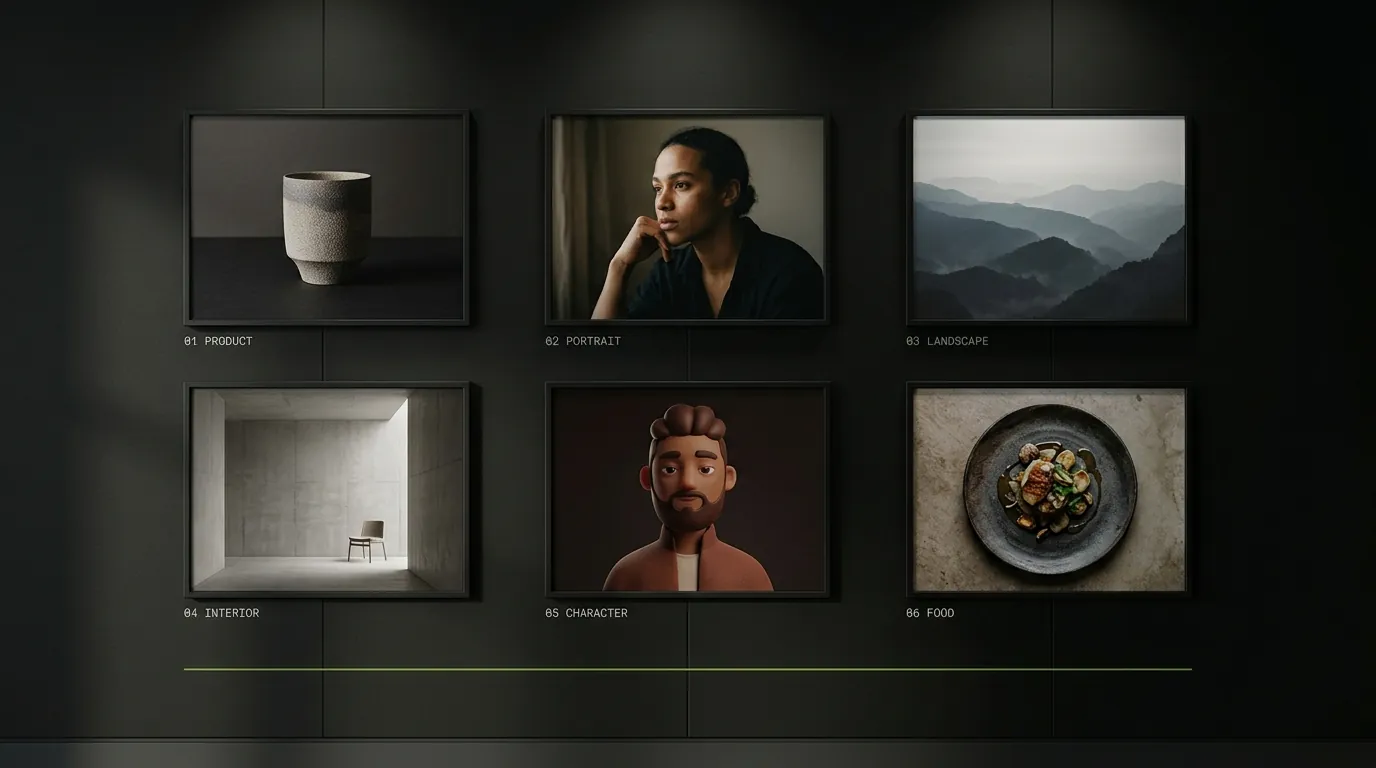 01 PRODUCT
02 PORTRAIT
03 LANDSCAPE
04 INTERIOR
05 CHARACTER
06 FOOD